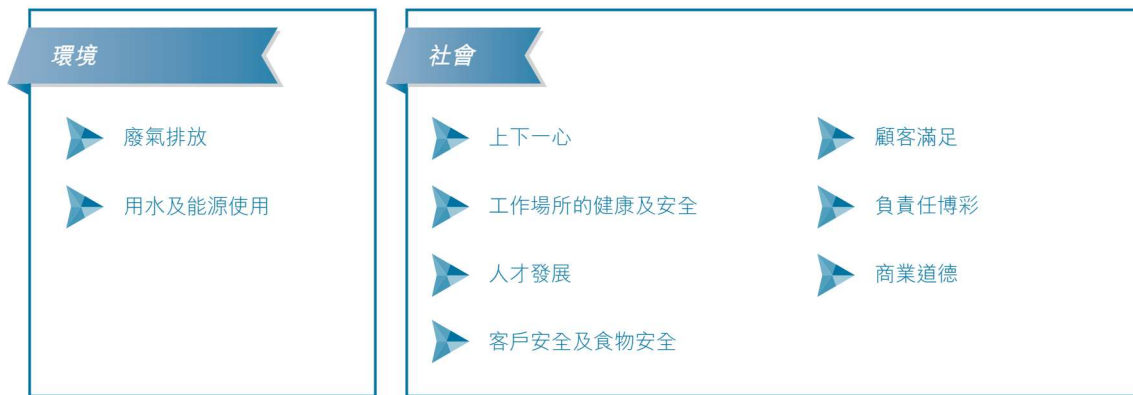 環境
廢氣排放
用水及能源使用
社會
上下一心
工作場所的健康及安全
人才發展
客戶安全及食物安全
顧客滿足
負責任博彩
商業道德